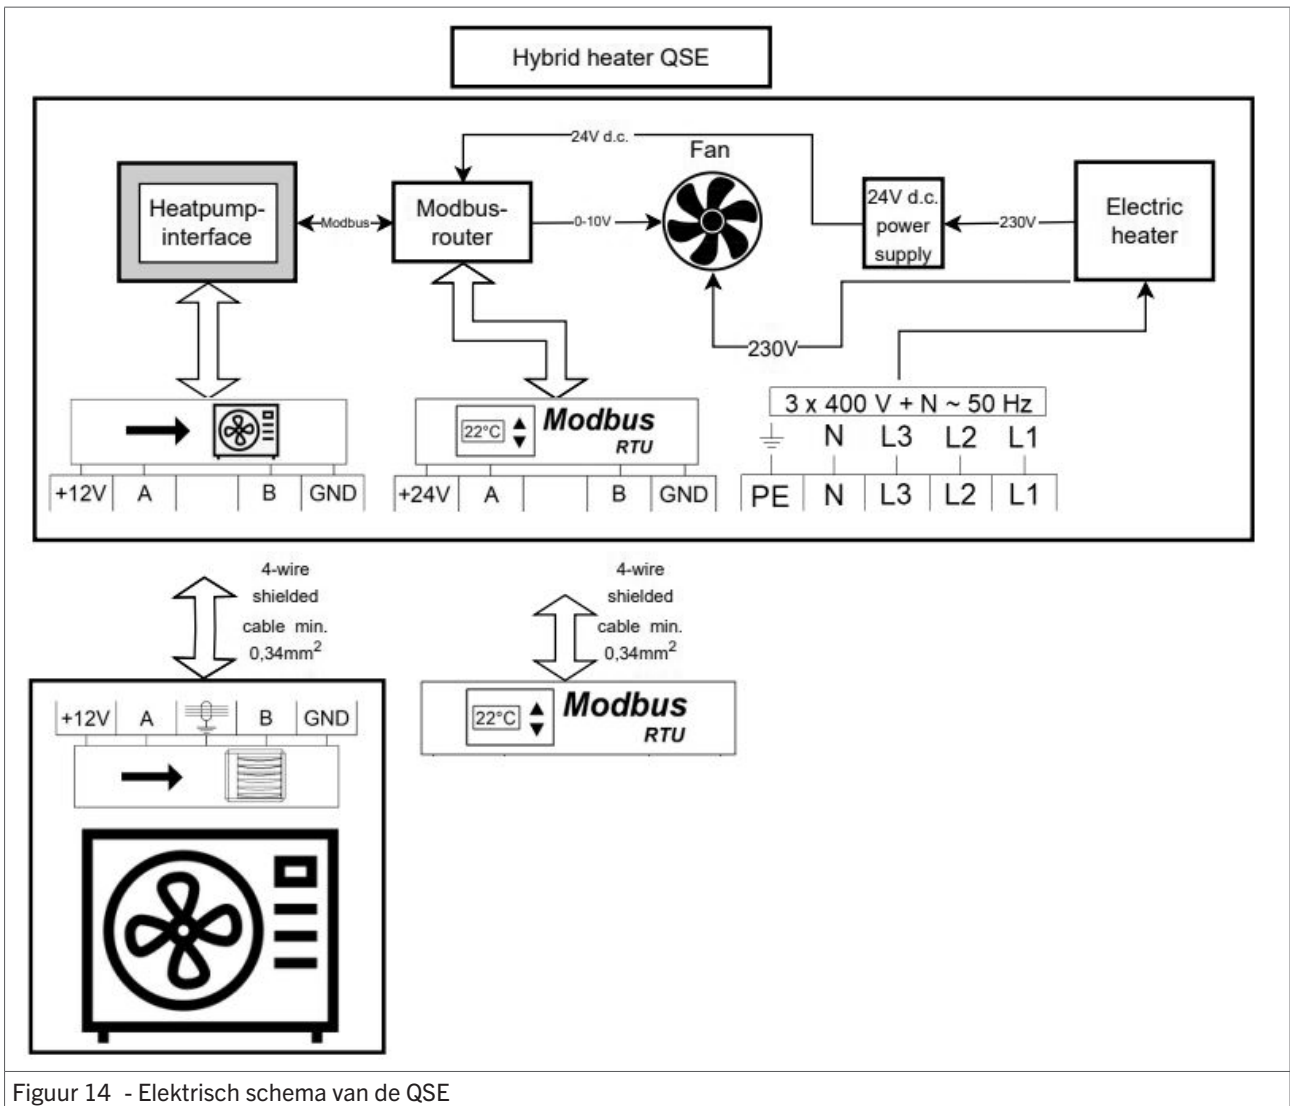 Hybrid heater QSE
24V d.c.
Fan
Heatpump-
interface
Modbus
Modbus-
router
0-10V
24V d.c.
power
supply
230V
Electric
heater
230V
3 x 400 V + N ~ 50 Hz
N L3 L2 L1
22°C Modbus
RTU
+12V A B GND
+24V A B GND
PE N L3 L2 L1
4-wire
shielded
cable min.
0,34mm²
4-wire
shielded
cable min.
0,34mm²
+12V A B GND
22°C Modbus
RTU
Figuur 14 - Elektrisch schema van de QSE